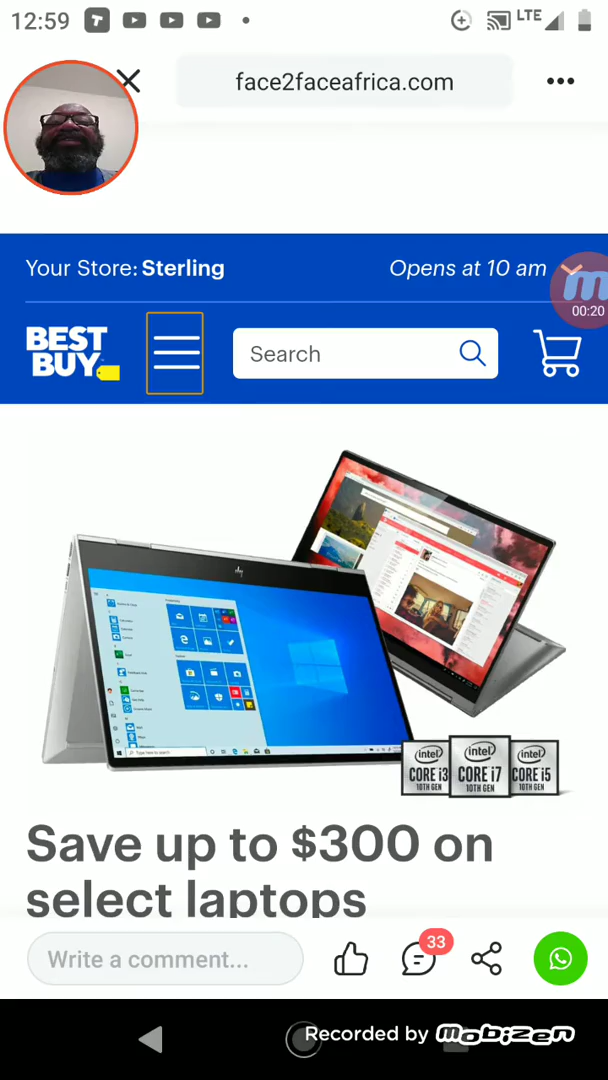 12:59
LTE
face2faceafrica.com
Your Store: Sterling
Opens at 10 am
00:20
BEST
BUY
Search
intel
CORE i3
10TH GEN
intel
CORE i7
10TH GEN
intel
CORE i5
10TH GEN
Save up to $300 on
select laptops
Write a comment...
33
Recorded by mobizen